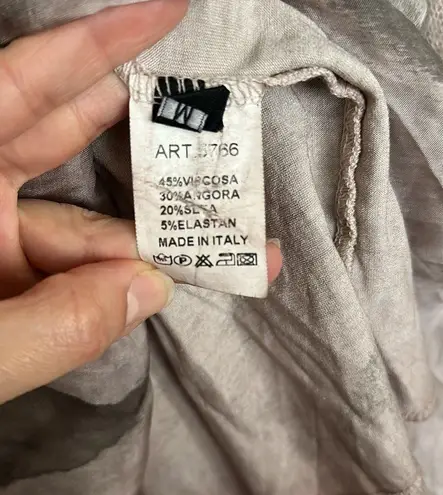 M
ART 5766
45%VISCOSA
30%ANGORA
20%SETA
5%ELASTAN
MADE IN ITALY
P